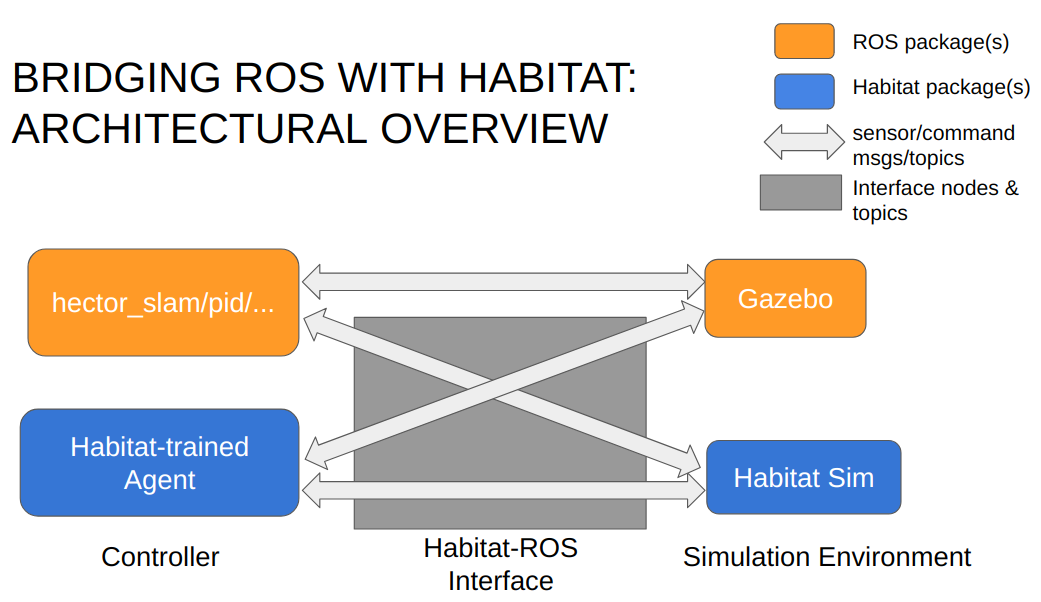 BRIDGING ROS WITH HABITAT:
ARCHITECTURAL OVERVIEW
ROS package(s)
Habitat package(s)
sensor/command
msgs/topics
Interface nodes &
topics
hector_slam/pid/...
Gazebo
Habitat-trained
Agent
Habitat Sim
Controller
Habitat-ROS
Interface
Simulation Environment